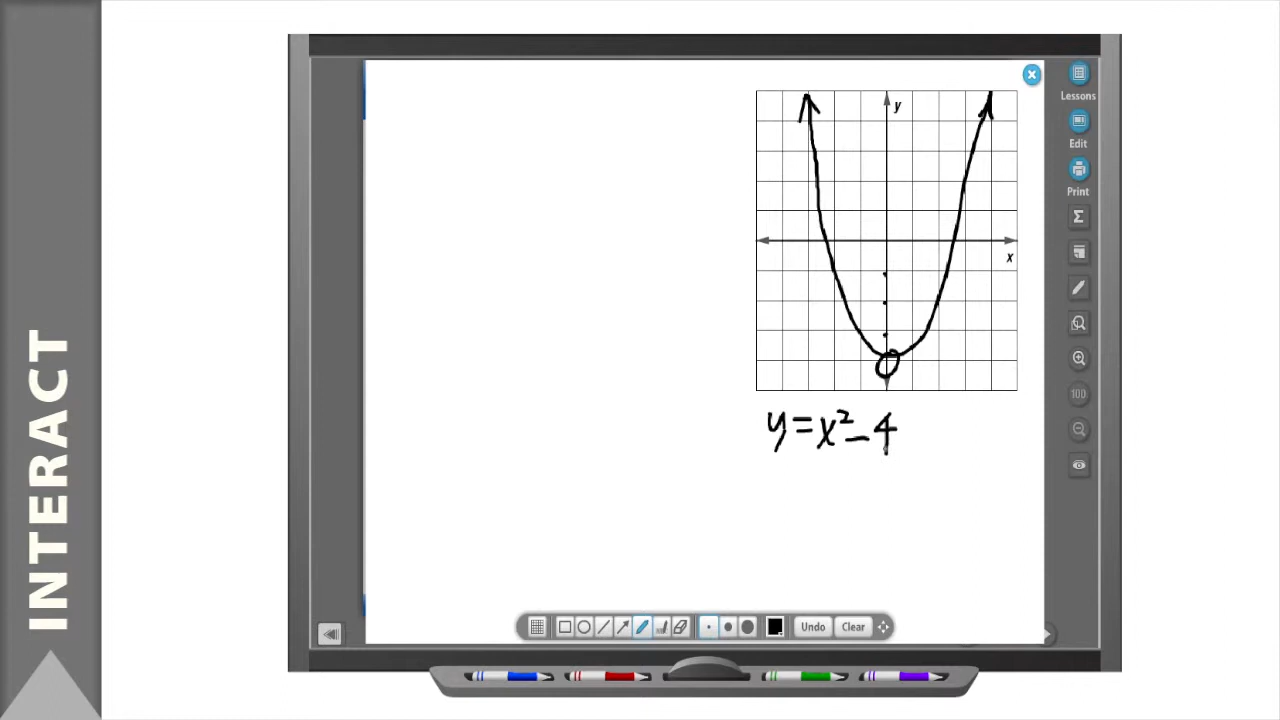 INTERACT
y
x
y=x²-4
Lessons
Edit
Print
Σ
100
Undo
Clear